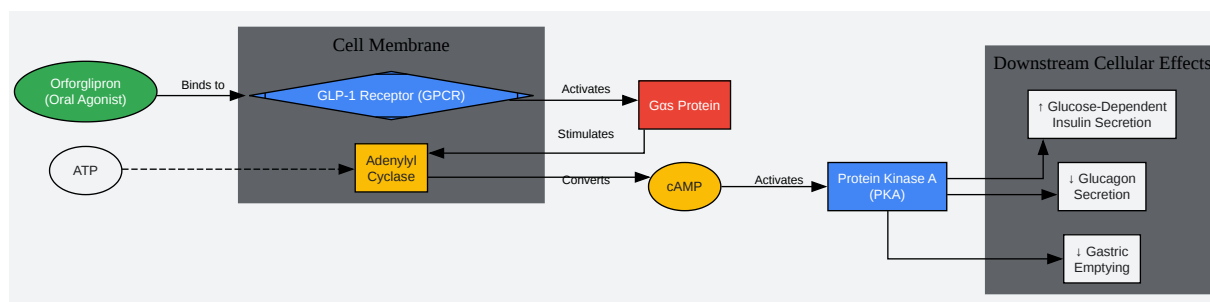 Cell Membrane
Downstream Cellular Effects
Orforglipron
(Oral Agonist)
Binds to
GLP-1 Receptor (GPCR)
Activates
Gαs Protein
↑ Glucose-Dependent
Insulin Secretion
Stimulates
ATP
Adenylyl
Cyclase
Converts
cAMP
Activates
Protein Kinase A
(PKA)
↓ Glucagon
Secretion
↓ Gastric
Emptying